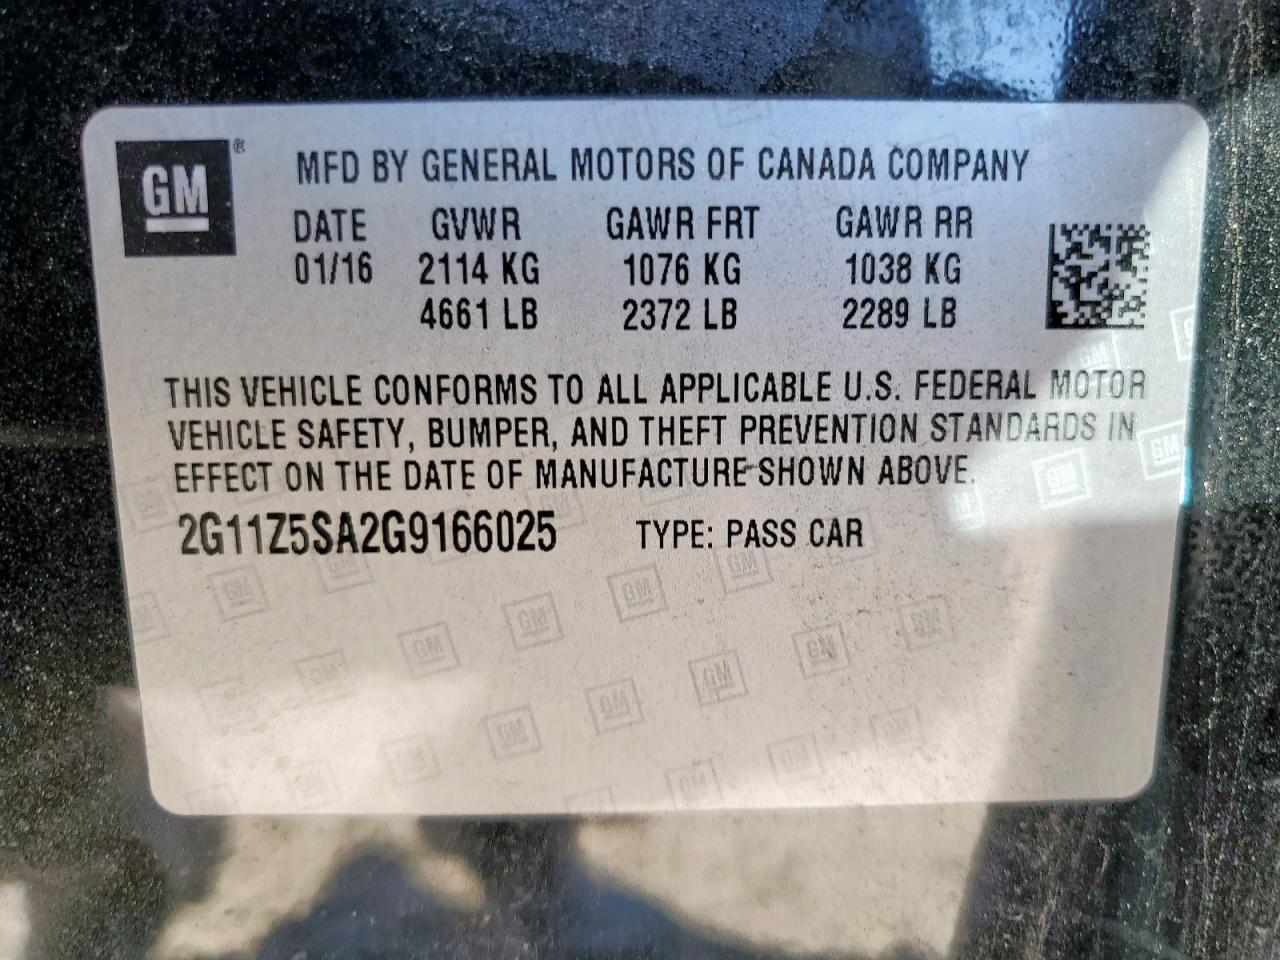 GM ® MFD BY GENERAL MOTORS OF CANADA COMPANY
DATE GVWR GAWR FRT GAWR RR
01/16 2114 KG 1076 KG 1038 KG
4661 LB 2372 LB 2289 LB
THIS VEHICLE CONFORMS TO ALL APPLICABLE U.S. FEDERAL MOTOR
VEHICLE SAFETY, BUMPER, AND THEFT PREVENTION STANDARDS IN
EFFECT ON THE DATE OF MANUFACTURE SHOWN ABOVE.
2G11Z5SA2G9166025 TYPE: PASS CAR